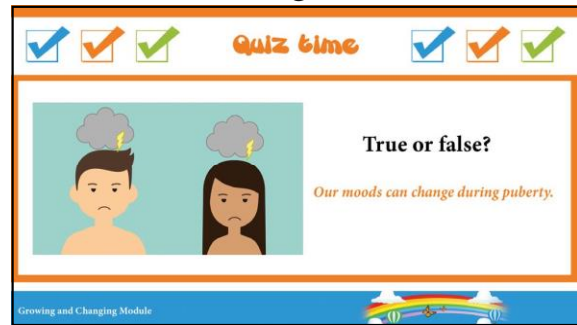 Quiz time
True or false?
Our moods can change during puberty.
Growing and Changing Module